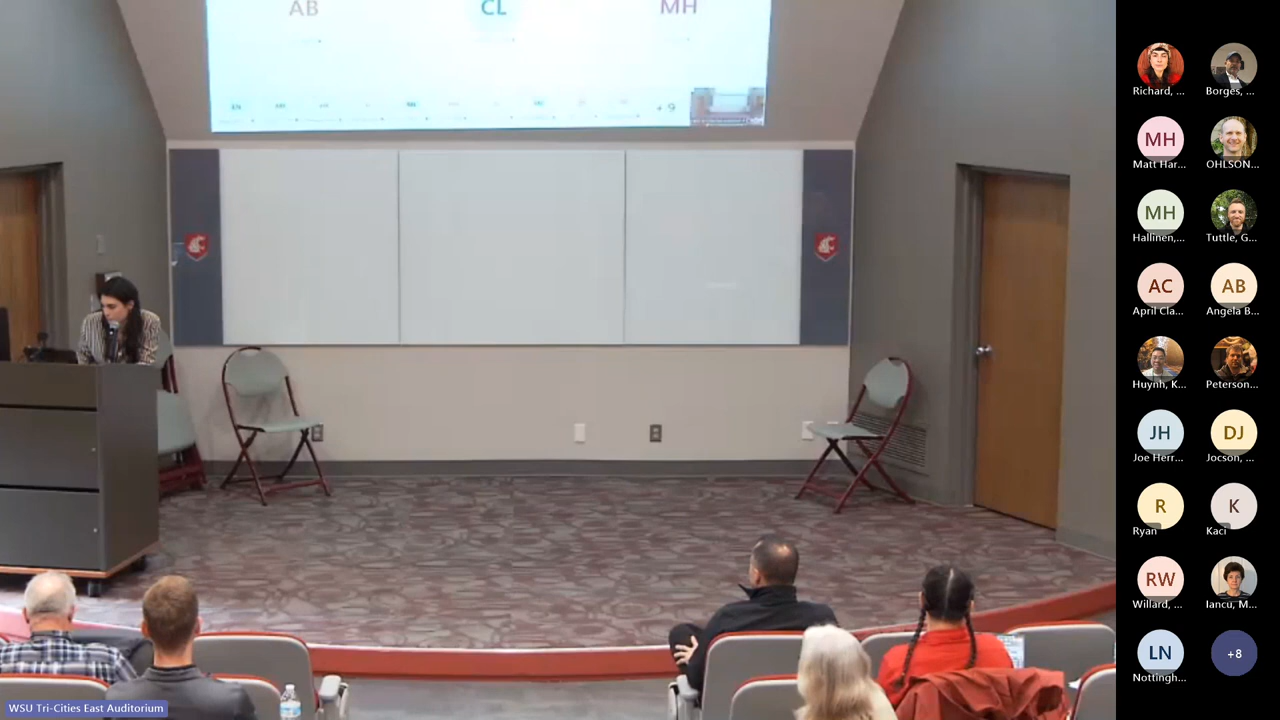 AB
CL
MH
+9
WSU Tri-Cities East Auditorium
Richard, ...
Borges, ...
MH
Matt Har...
OHLSON...
MH
Hallinen,...
Tuttle, G...
AC
April Cla...
AB
Angela B...
Huynh, K...
Peterson...
JH
Joe Herr...
DJ
Jocson, ...
R
Ryan
K
Kaci
RW
Willard, ...
Iancu, M...
LN
Nottingh...
+8